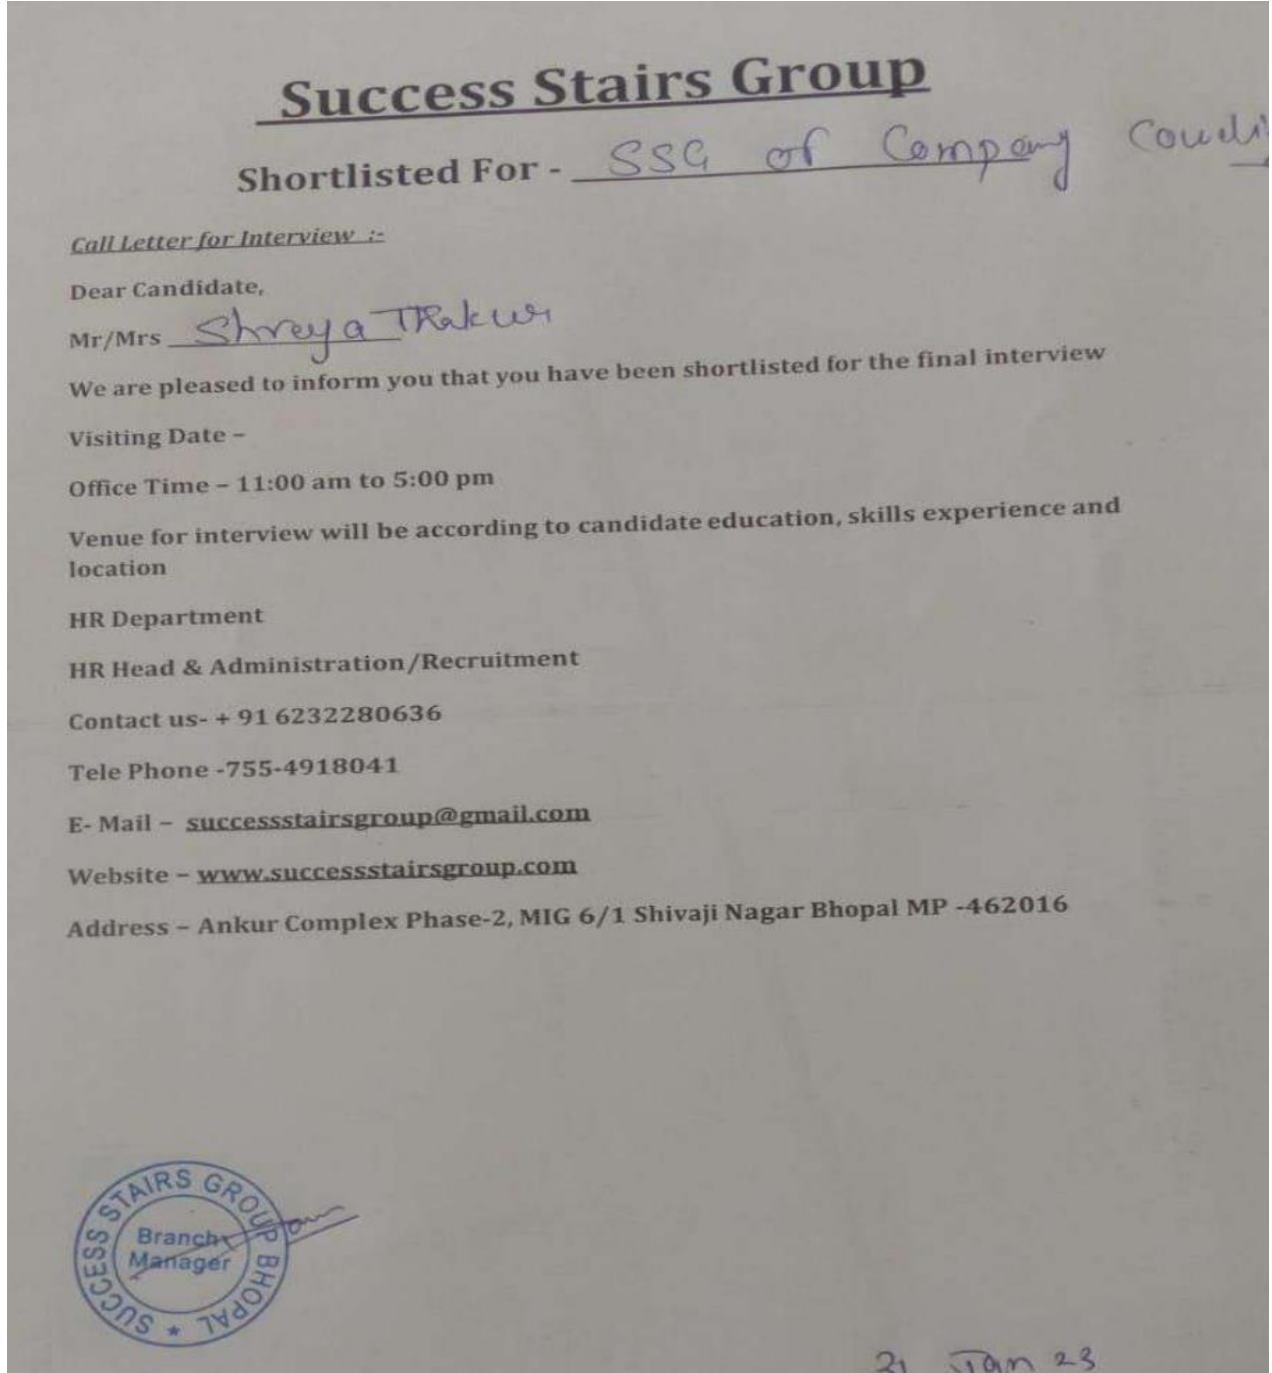 Success Stairs Group
Shortlisted For - SSG of Company
Call Letter for Interview :-
Dear Candidate,
Mr/Mrs Shreya Thakur
We are pleased to inform you that you have been shortlisted for the final interview
Visiting Date –
Office Time – 11:00 am to 5:00 pm
Venue for interview will be according to candidate education, skills experience and
location
HR Department
HR Head & Administration/Recruitment
Contact us- + 91 6232280636
Tele Phone -755-4918041
E- Mail – successstairsgroup@gmail.com
Website – www.successstairsgroup.com
Address – Ankur Complex Phase-2, MIG 6/1 Shivaji Nagar Bhopal MP -462016
SUCCESS STAIRS GROUP BHOPAL ★
Branch
Manager
Jan 23